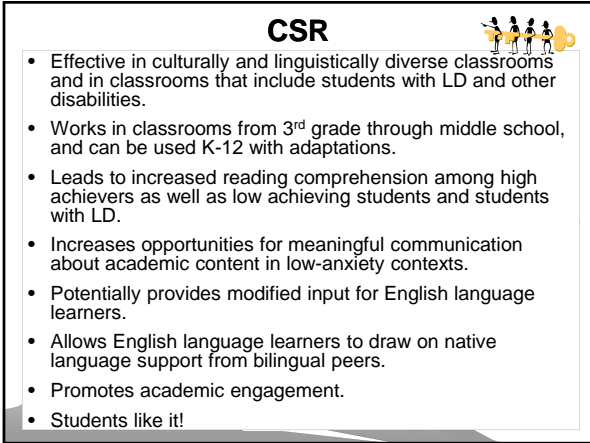 CSR
• Effective in culturally and linguistically diverse classrooms
and in classrooms that include students with LD and other
disabilities.
• Works in classrooms from 3rd grade through middle school,
and can be used K-12 with adaptations.
• Leads to increased reading comprehension among high
achievers as well as low achieving students and students
with LD.
• Increases opportunities for meaningful communication
about academic content in low-anxiety contexts.
• Potentially provides modified input for English language
learners.
• Allows English language learners to draw on native
language support from bilingual peers.
• Promotes academic engagement.
• Students like it!